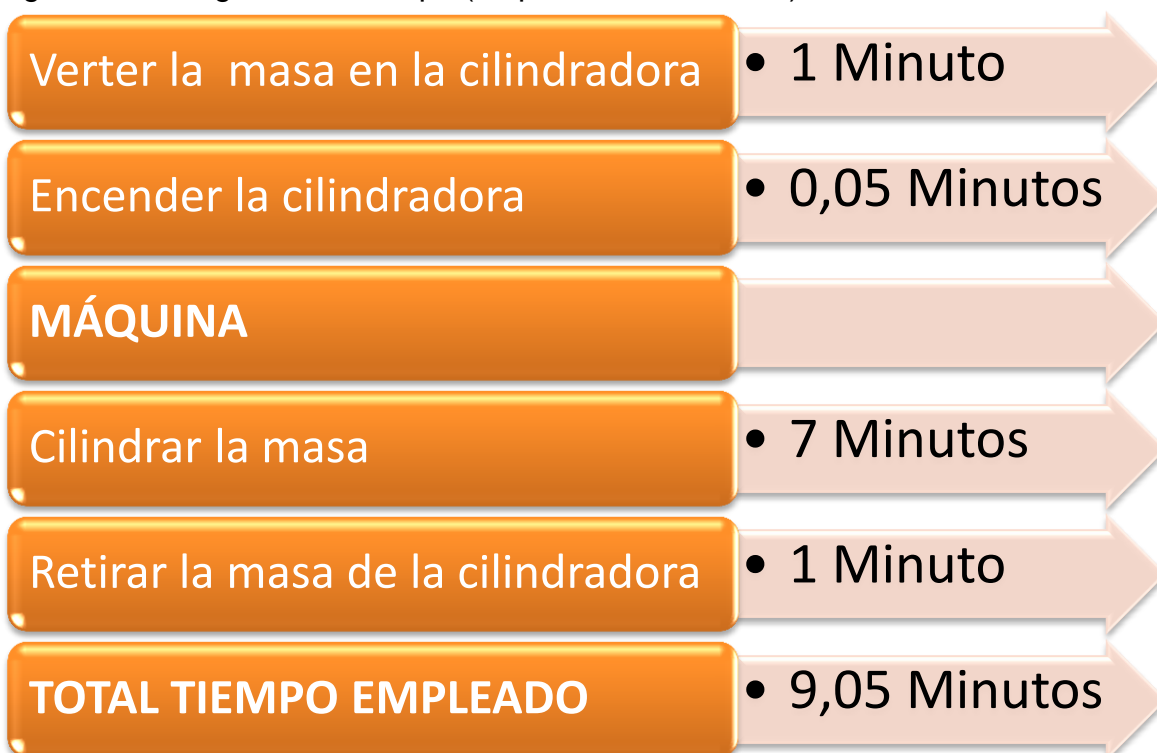 Verter la masa en la cilindradora
• 1 Minuto
Encender la cilindradora
• 0,05 Minutos
MÁQUINA
Cilindrar la masa
• 7 Minutos
Retirar la masa de la cilindradora
• 1 Minuto
TOTAL TIEMPO EMPLEADO
• 9,05 Minutos